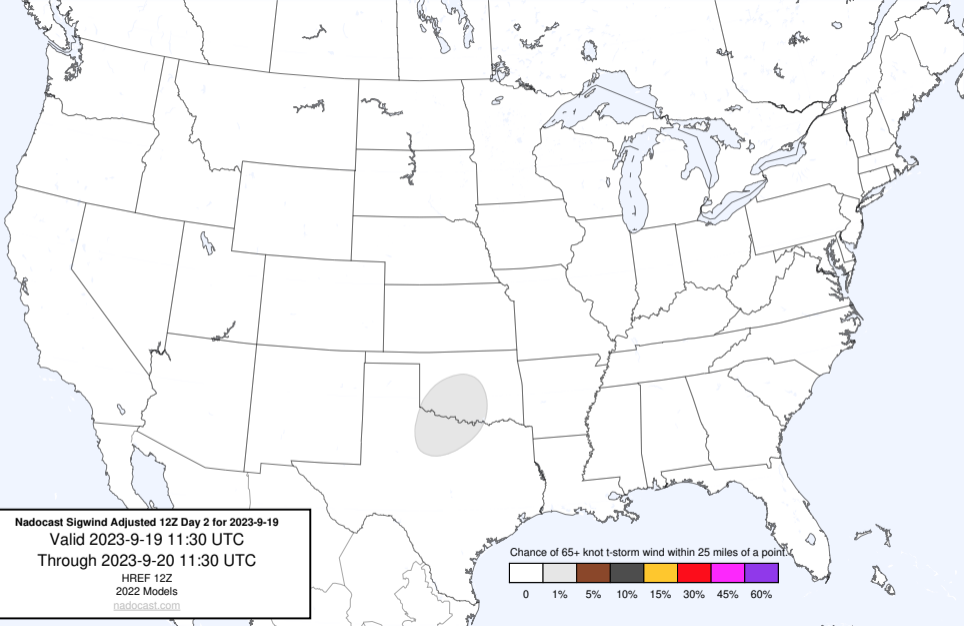 Nadocast Sigwind Adjusted 12Z Day 2 for 2023-9-19
Valid 2023-9-19 11:30 UTC
Through 2023-9-20 11:30 UTC
HREF 12Z
2022 Models
nadocast.com
Chance of 65+ knot t-storm wind within 25 miles of a point.
0 1% 5% 10% 15% 30% 45% 60%